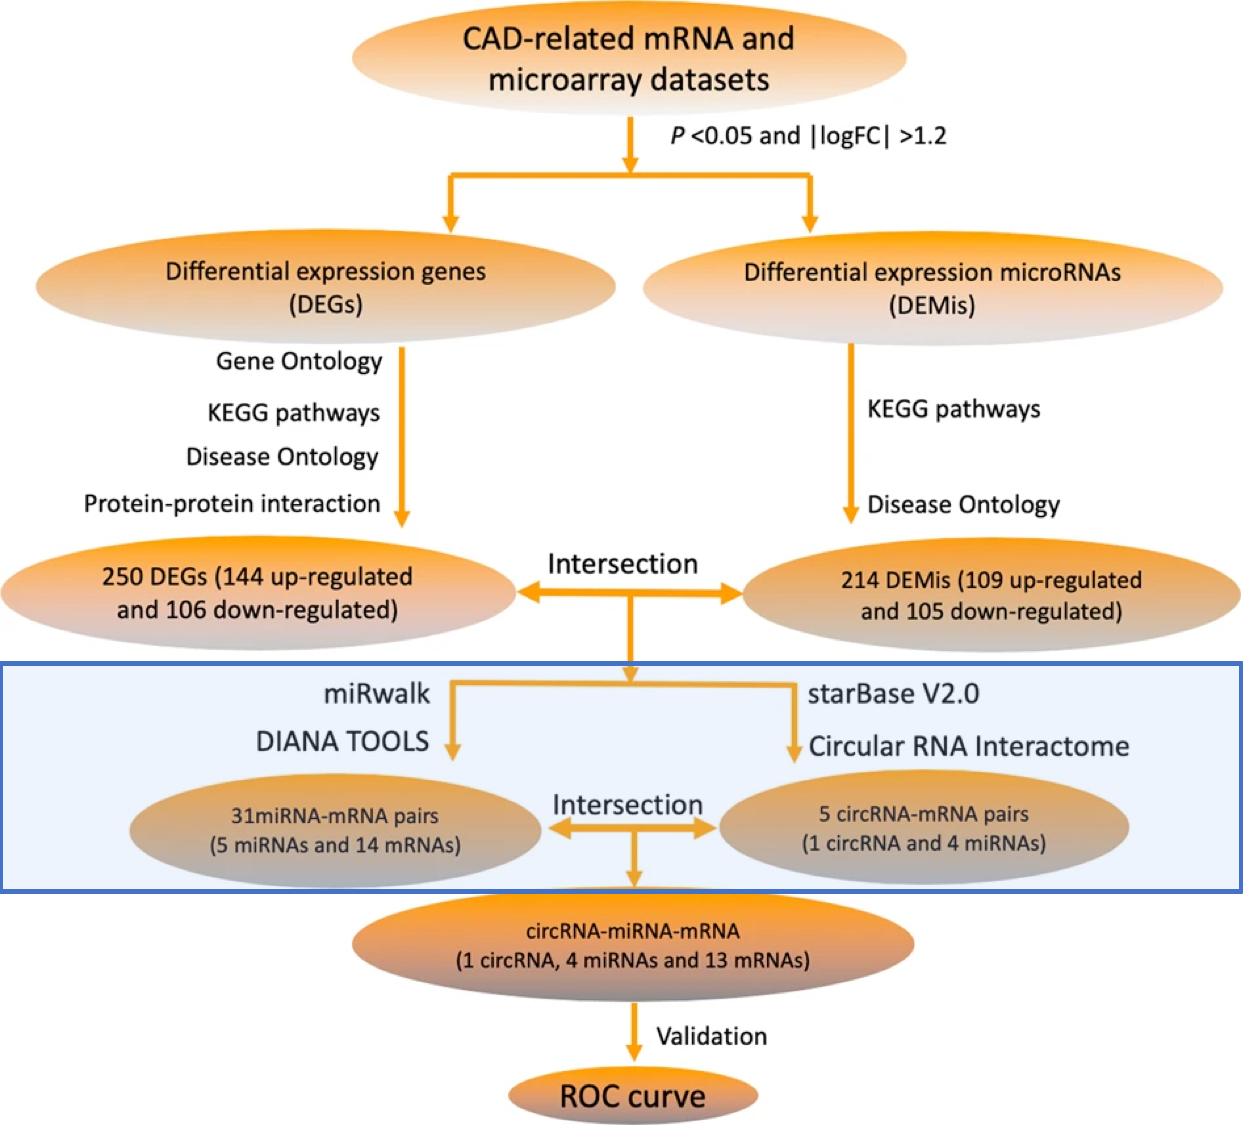 CAD-related mRNA and
microarray datasets
P <0.05 and |logFC| >1.2
Differential expression genes
(DEGs)
Differential expression microRNAs
(DEMis)
Gene Ontology
KEGG pathways
Disease Ontology
Protein-protein interaction
KEGG pathways
Disease Ontology
250 DEGs (144 up-regulated
and 106 down-regulated)
Intersection
214 DEMis (109 up-regulated
and 105 down-regulated)
miRwalk
DIANA TOOLS
starBase V2.0
Circular RNA Interactome
31miRNA-mRNA pairs
(5 miRNAs and 14 mRNAs)
Intersection
5 circRNA-mRNA pairs
(1 circRNA and 4 miRNAs)
circRNA-miRNA-mRNA
(1 circRNA, 4 miRNAs and 13 mRNAs)
Validation
ROC curve